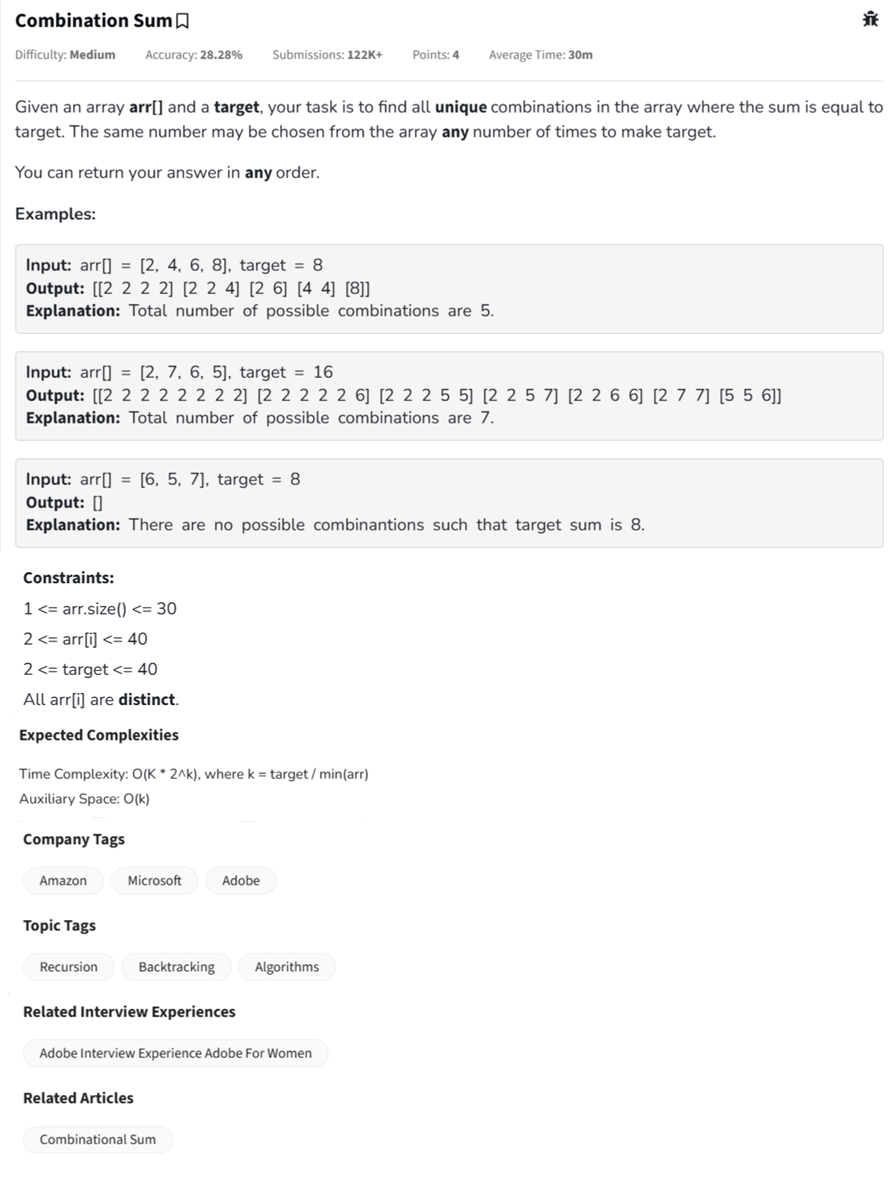 Combination Sum
Difficulty: Medium Accuracy: 28.28% Submissions: 122K+ Points: 4 Average Time: 30m
Given an array arr[] and a target, your task is to find all unique combinations in the array where the sum is equal to
target. The same number may be chosen from the array any number of times to make target.
You can return your answer in any order.
Examples:
Input: arr[] = [2, 4, 6, 8], target = 8
Output: [[2 2 2 2] [2 2 4] [2 6] [4 4] [8]]
Explanation: Total number of possible combinations are 5.
Input: arr[] = [2, 7, 6, 5], target = 16
Output: [[2 2 2 2 2 2 2 2] [2 2 2 2 2 6] [2 2 2 5 5] [2 2 5 7] [2 2 6 6] [2 7 7] [5 5 6]]
Explanation: Total number of possible combinations are 7.
Input: arr[] = [6, 5, 7], target = 8
Output: []
Explanation: There are no possible combinantions such that target sum is 8.
Constraints:
1 <= arr.size() <= 30
2 <= arr[i] <= 40
2 <= target <= 40
All arr[i] are distinct.
Expected Complexities
Time Complexity: O(K * 2^k), where k = target / min(arr)
Auxiliary Space: O(k)
Company Tags
Amazon Microsoft Adobe
Topic Tags
Recursion Backtracking Algorithms
Related Interview Experiences
Adobe Interview Experience Adobe For Women
Related Articles
Combinational Sum